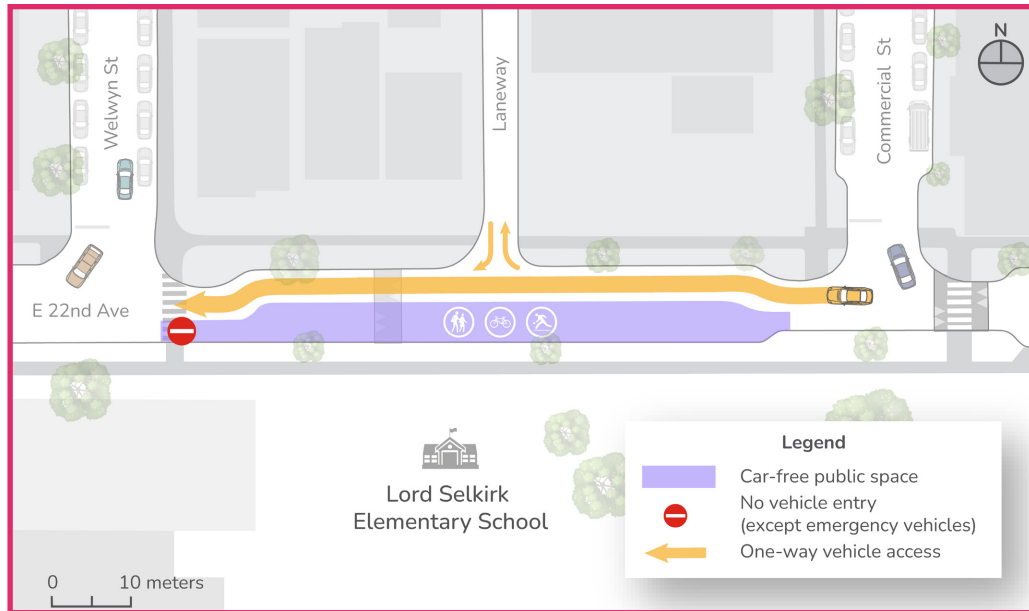 Welwyn St
Laneway
Commercial St
N
E 22nd Ave
Lord Selkirk
Elementary School
Legend
Car-free public space
No vehicle entry
(except emergency vehicles)
One-way vehicle access
0 10 meters